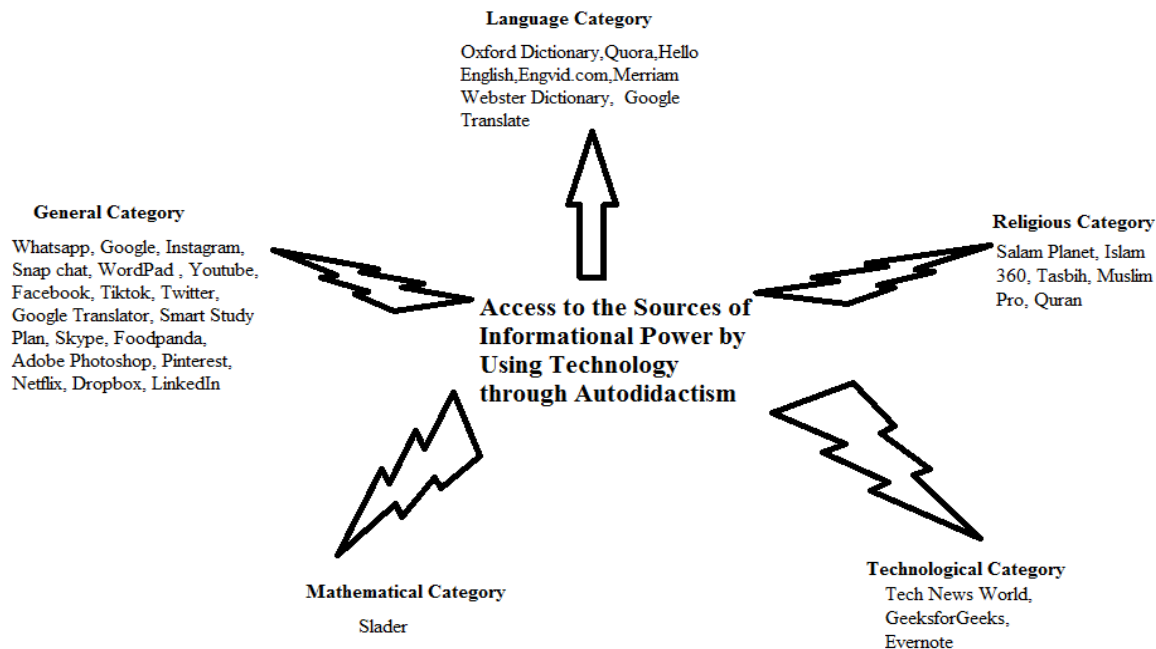 Language Category
Oxford Dictionary,Quora,Hello
English,Engvid.com,Merriam
Webster Dictionary,  Google
Translate
General Category
Whatsapp, Google, Instagram,
Snap chat, WordPad , Youtube,
Facebook, Tiktok, Twitter,
Google Translator, Smart Study
Plan, Skype, Foodpanda,
Adobe Photoshop, Pinterest,
Netflix, Dropbox, LinkedIn
Religious Category
Salam Planet, Islam
360, Tasbih, Muslim
Pro, Quran
Access to the Sources of
Informational Power by
Using Technology
through Autodidactism
Mathematical Category
Slader
Technological Category
Tech News World,
GeeksforGeeks,
Evernote